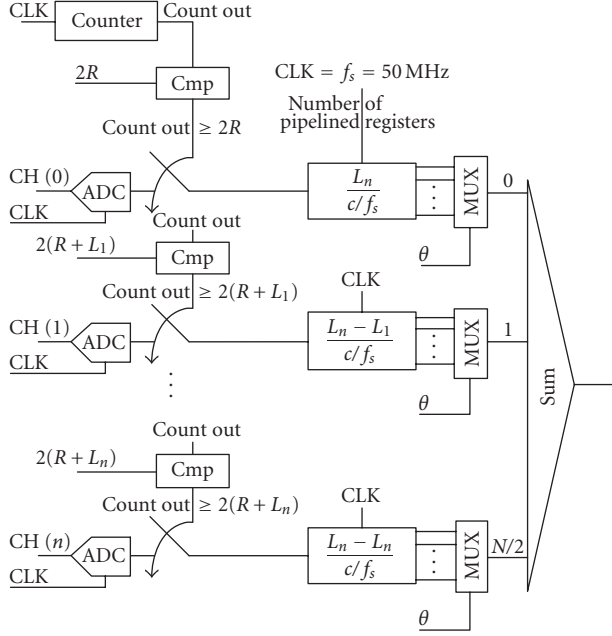 CLK
Counter
Count out
2R
Cmp
CLK = f_s = 50 MHz
Number of
pipelined registers
Count out ≥ 2R
CH (0)
ADC
CLK
L_n
c/f_s
⋮
MUX
0
θ
Count out
2(R + L_1)
Cmp
Count out ≥ 2(R + L_1)
CLK
CH (1)
ADC
CLK
L_n − L_1
c/f_s
⋮
MUX
1
θ
⋮
Sum
Count out
2(R + L_n)
Cmp
Count out ≥ 2(R + L_n)
CLK
CH (n)
ADC
CLK
L_n − L_n
c/f_s
⋮
MUX
N/2
θ